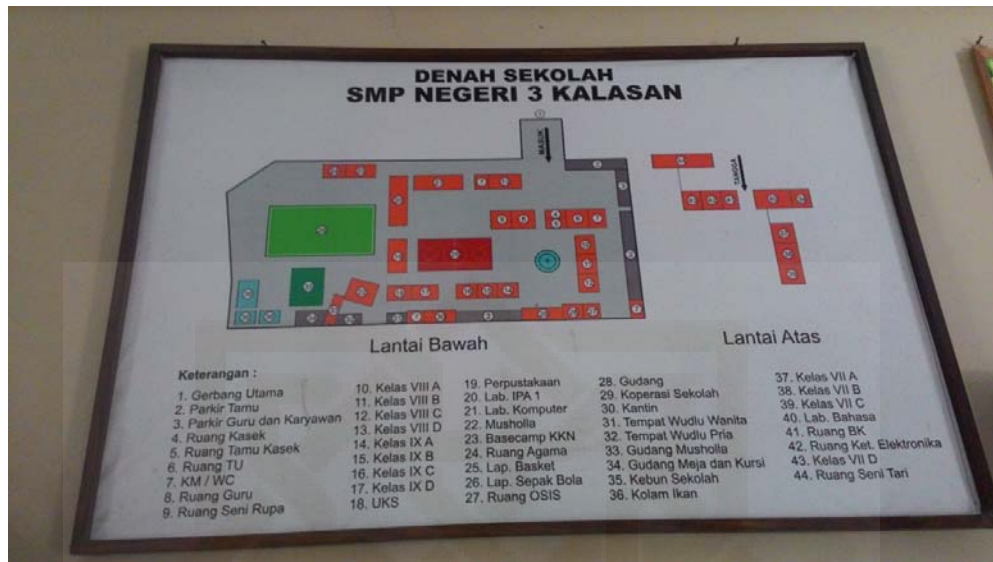 DENAH SEKOLAH
SMP NEGERI 3 KALASAN
MASUK
TANGGA
Lantai Bawah
Lantai Atas
Keterangan :
1. Gerbang Utama
2. Parkir Tamu
3. Parkir Guru dan Karyawan
4. Ruang Kasek
5. Ruang Tamu Kasek
6. Ruang TU
7. KM / WC
8. Ruang Guru
9. Ruang Seni Rupa
10. Kelas VIII A
11. Kelas VIII B
12. Kelas VIII C
13. Kelas VIII D
14. Kelas IX A
15. Kelas IX B
16. Kelas IX C
17. Kelas IX D
18. UKS
19. Perpustakaan
20. Lab. IPA 1
21. Lab. Komputer
22. Musholla
23. Basecamp KKN
24. Ruang Agama
25. Lap. Basket
26. Lap. Sepak Bola
27. Ruang OSIS
28. Gudang
29. Koperasi Sekolah
30. Kantin
31. Tempat Wudlu Wanita
32. Tempat Wudlu Pria
33. Gudang Musholla
34. Gudang Meja dan Kursi
35. Kebun Sekolah
36. Kolam Ikan
37. Kelas VII A
38. Kelas VII B
39. Kelas VII C
40. Lab. Bahasa
41. Ruang BK
42. Ruang Ket. Elektronika
43. Kelas VII D
44. Ruang Seni Tari